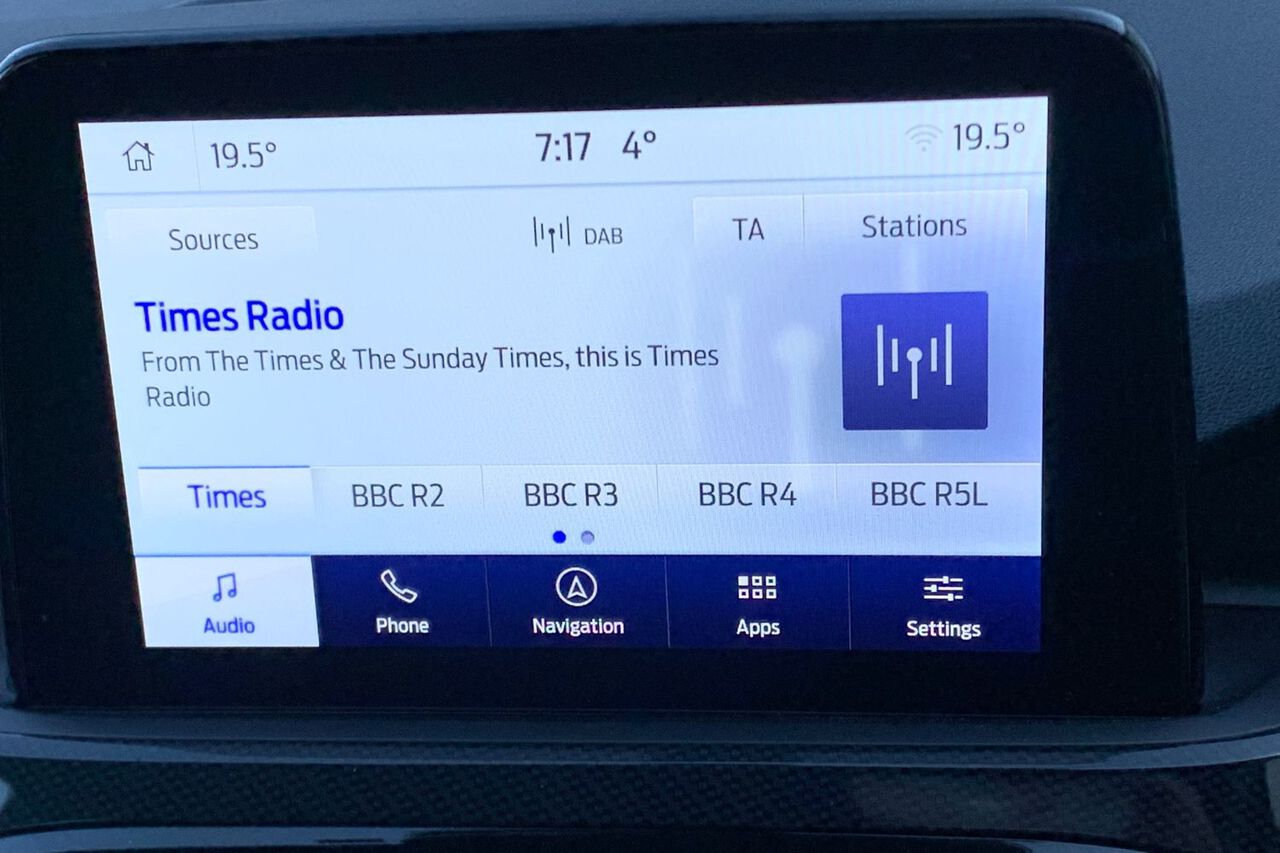 19.5° 7:17 4° 19.5°
Sources DAB TA Stations
Times Radio
From The Times & The Sunday Times, this is Times
Radio
Times BBC R2 BBC R3 BBC R4 BBC R5L
Audio Phone Navigation Apps Settings